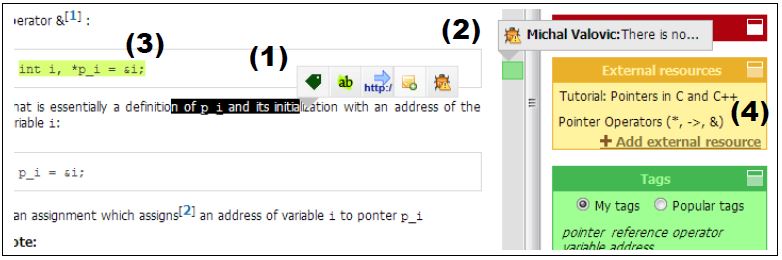 perator &[1] :
(2)
Michal Valovic:There is no...
(3)
int i, *p_i = &i;
(1)
ab
http:/
External resources
Tutorial: Pointers in C and C++
(4)
Pointer Operators (*, ->, &)
+ Add external resource
hat is essentially a definition of p_i and its initialization with an address of the
ariable i:
p_i = &i;
Tags
My tags
Popular tags
pointer reference operator
variable address
an assignment which assigns[2] an address of variable i to ponter p_i
ote: